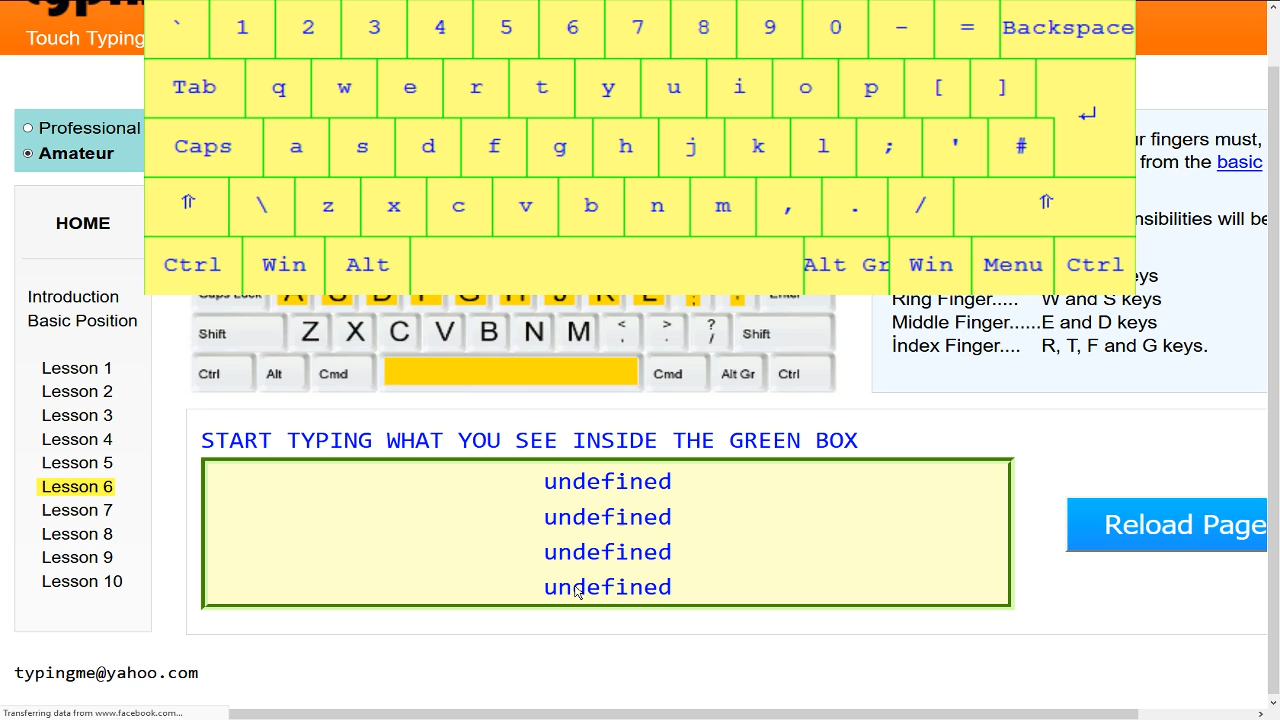 Touch Typing
` 1 2 3 4 5 6 7 8 9 0 - = Backspace
Tab q w e r t y u i o p [ ] ↵
Caps a s d f g h j k l ; ' #
⇧ \ z x c v b n m , . / ⇧
Ctrl Win Alt Alt Gr Win Menu Ctrl
Professional
Amateur
HOME
Introduction
Basic Position
Lesson 1
Lesson 2
Lesson 3
Lesson 4
Lesson 5
Lesson 6
Lesson 7
Lesson 8
Lesson 9
Lesson 10
Shift Z X C V B N M < , > . ? / Shift
Ctrl Alt Cmd Cmd Alt Gr Ctrl
r fingers must,
from the basic
nsibilities will be
ys
Ring Finger..... W and S keys
Middle Finger......E and D keys
İndex Finger.... R, T, F and G keys.
START TYPING WHAT YOU SEE INSIDE THE GREEN BOX
undefined
undefined
undefined
undefined
Reload Page
typingme@yahoo.com
Transferring data from www.facebook.com...